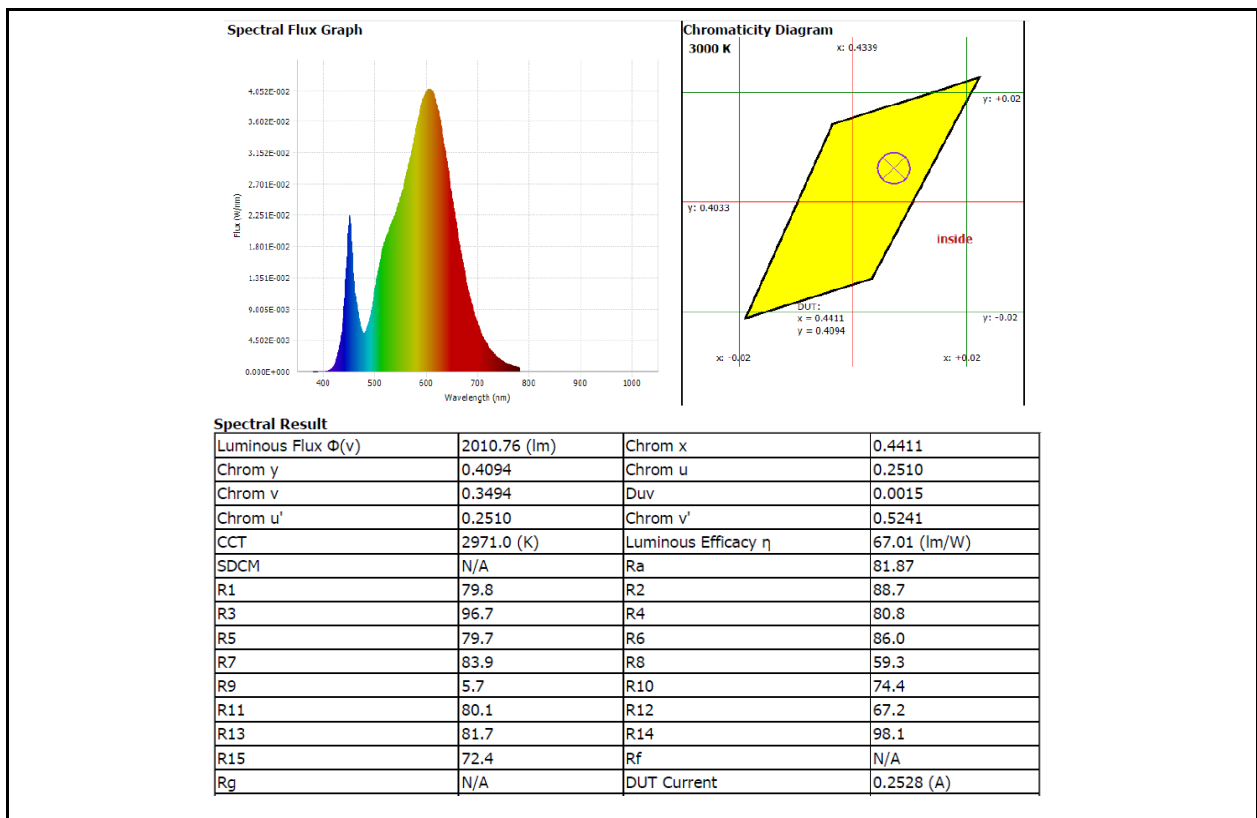 Spectral Flux Graph
4.052E-002
3.602E-002
3.152E-002
2.701E-002
2.251E-002
1.801E-002
1.351E-002
9.005E-003
4.502E-003
0.000E+000
Flux (W/nm)
400 500 600 700 800 900 1000
Wavelength (nm)
Chromaticity Diagram
3000 K
x: 0.4339
y: +0.02
y: 0.4033
inside
DUT:
x = 0.4411
y = 0.4094
y: -0.02
x: -0.02
x: +0.02
Spectral Result
Luminous Flux Φ(v) 2010.76 (lm) Chrom x 0.4411
Chrom y 0.4094 Chrom u 0.2510
Chrom v 0.3494 Duv 0.0015
Chrom u' 0.2510 Chrom v' 0.5241
CCT 2971.0 (K) Luminous Efficacy η 67.01 (lm/W)
SDCM N/A Ra 81.87
R1 79.8 R2 88.7
R3 96.7 R4 80.8
R5 79.7 R6 86.0
R7 83.9 R8 59.3
R9 5.7 R10 74.4
R11 80.1 R12 67.2
R13 81.7 R14 98.1
R15 72.4 Rf N/A
Rg N/A DUT Current 0.2528 (A)